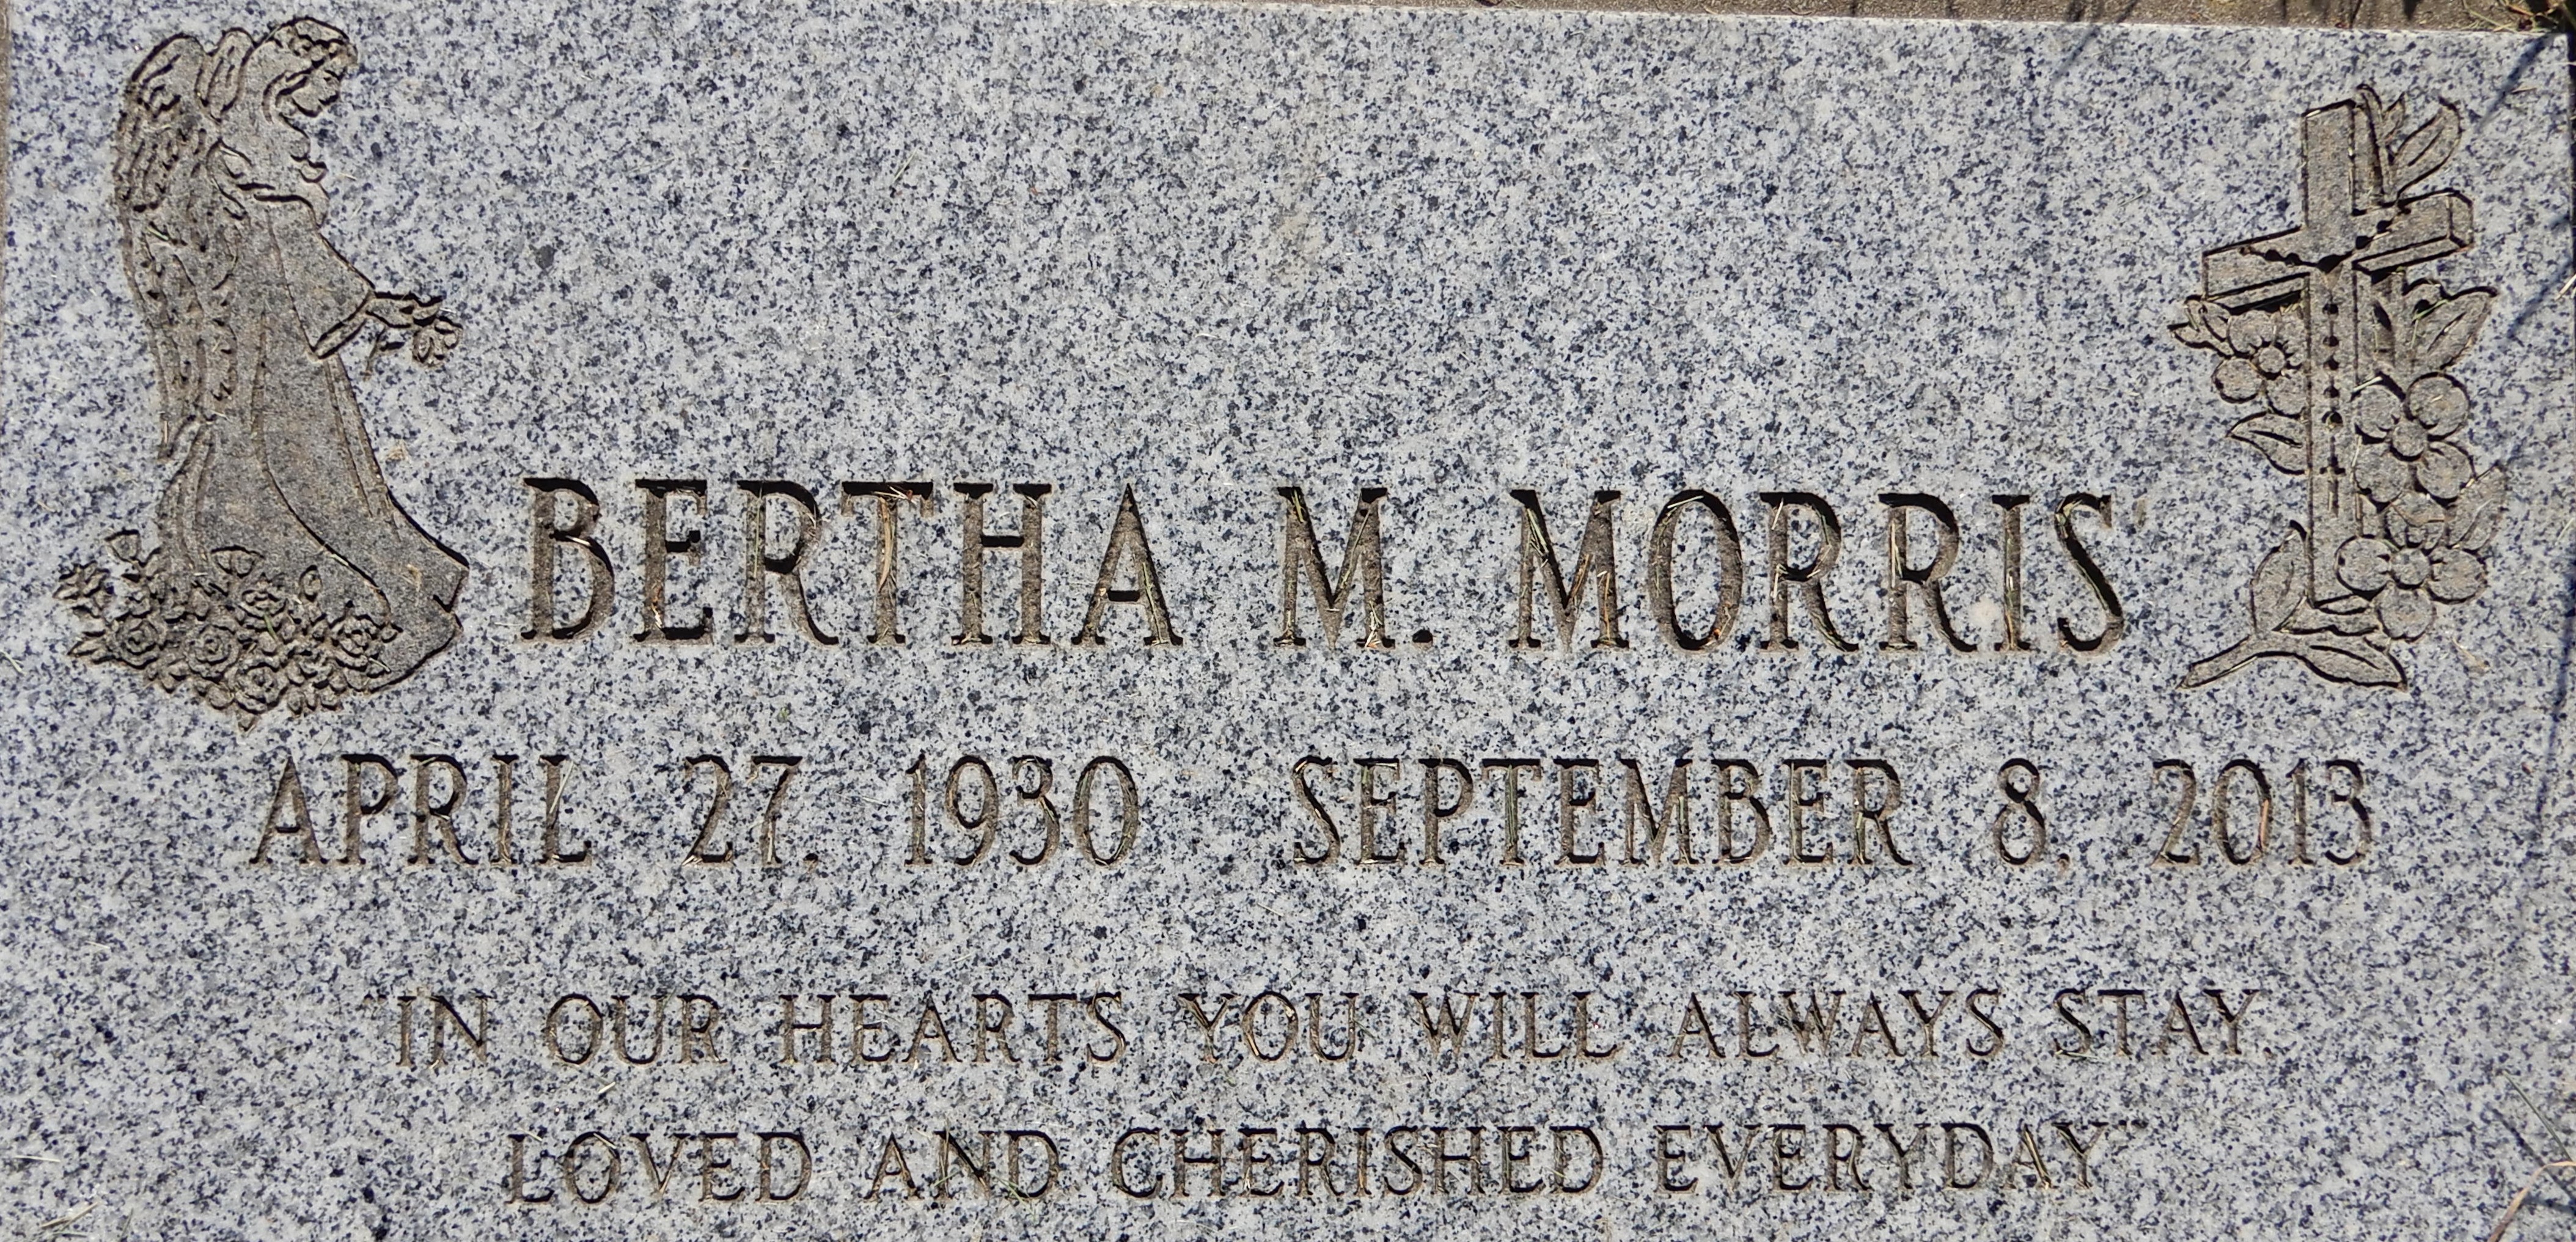 BERTHA M. MORRIS
APRIL 27, 1930 SEPTEMBER 8, 2013
"IN OUR HEARTS YOU WILL ALWAYS STAY,
LOVED AND CHERISHED EVERYDAY"